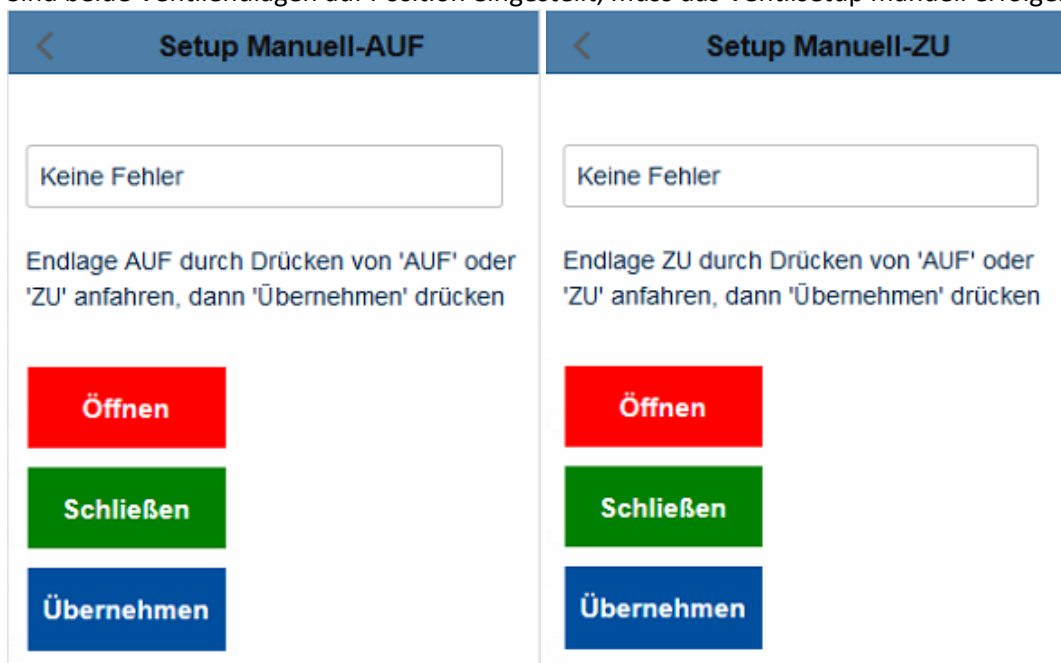 Sind beide Ventilendlagen auf Position eingestellt, muss das Ventilsetup manuell erfolgen
Setup Manuell-AUF
Keine Fehler
Endlage AUF durch Drücken von 'AUF' oder
'ZU' anfahren, dann 'Übernehmen' drücken
Öffnen
Schließen
Übernehmen
Setup Manuell-ZU
Keine Fehler
Endlage ZU durch Drücken von 'AUF' oder
'ZU' anfahren, dann 'Übernehmen' drücken
Öffnen
Schließen
Übernehmen